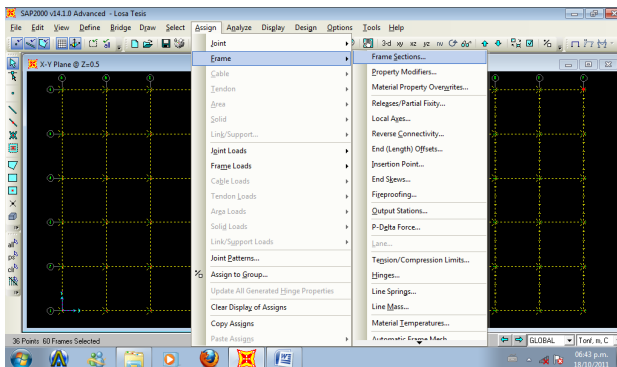 SAP2000 v14.1.0 Advanced - Losa Tesis
File Edit View Define Bridge Draw Select Assign Analyze Display Design Options Tools Help
3-d xy xz yz nv
X-Y Plane @ Z=0.5
Joint
Frame
Cable
Tendon
Area
Solid
Link/Support...
Joint Loads
Frame Loads
Cable Loads
Tendon Loads
Area Loads
Solid Loads
Link/Support Loads
Joint Patterns...
Assign to Group...
Update All Generated Hinge Properties
Clear Display of Assigns
Copy Assigns
Paste Assigns
Frame Sections...
Property Modifiers...
Material Property Overwrites...
Releases/Partial Fixity...
Local Axes...
Reverse Connectivity...
End (Length) Offsets...
Insertion Point...
End Skews...
Fireproofing...
Output Stations...
P-Delta Force...
Lane...
Tension/Compression Limits...
Hinges...
Line Springs...
Line Mass...
Material Temperatures...
Automatic Frame Mesh
all
36 Points 60 Frames Selected
GLOBAL
Tonf, m, C
06:43 p.m.
18/10/2011